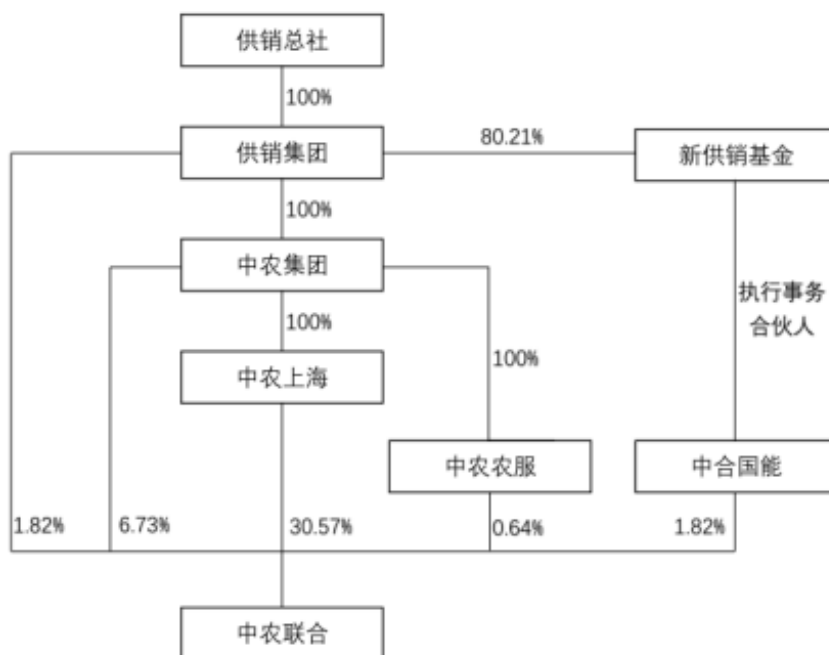 供销总社
100%
供销集团
80.21%
新供销基金
100%
中农集团
执行事务
合伙人
100%
中农上海
100%
中农农服
中合国能
1.82%
6.73%
30.57%
0.64%
1.82%
中农联合